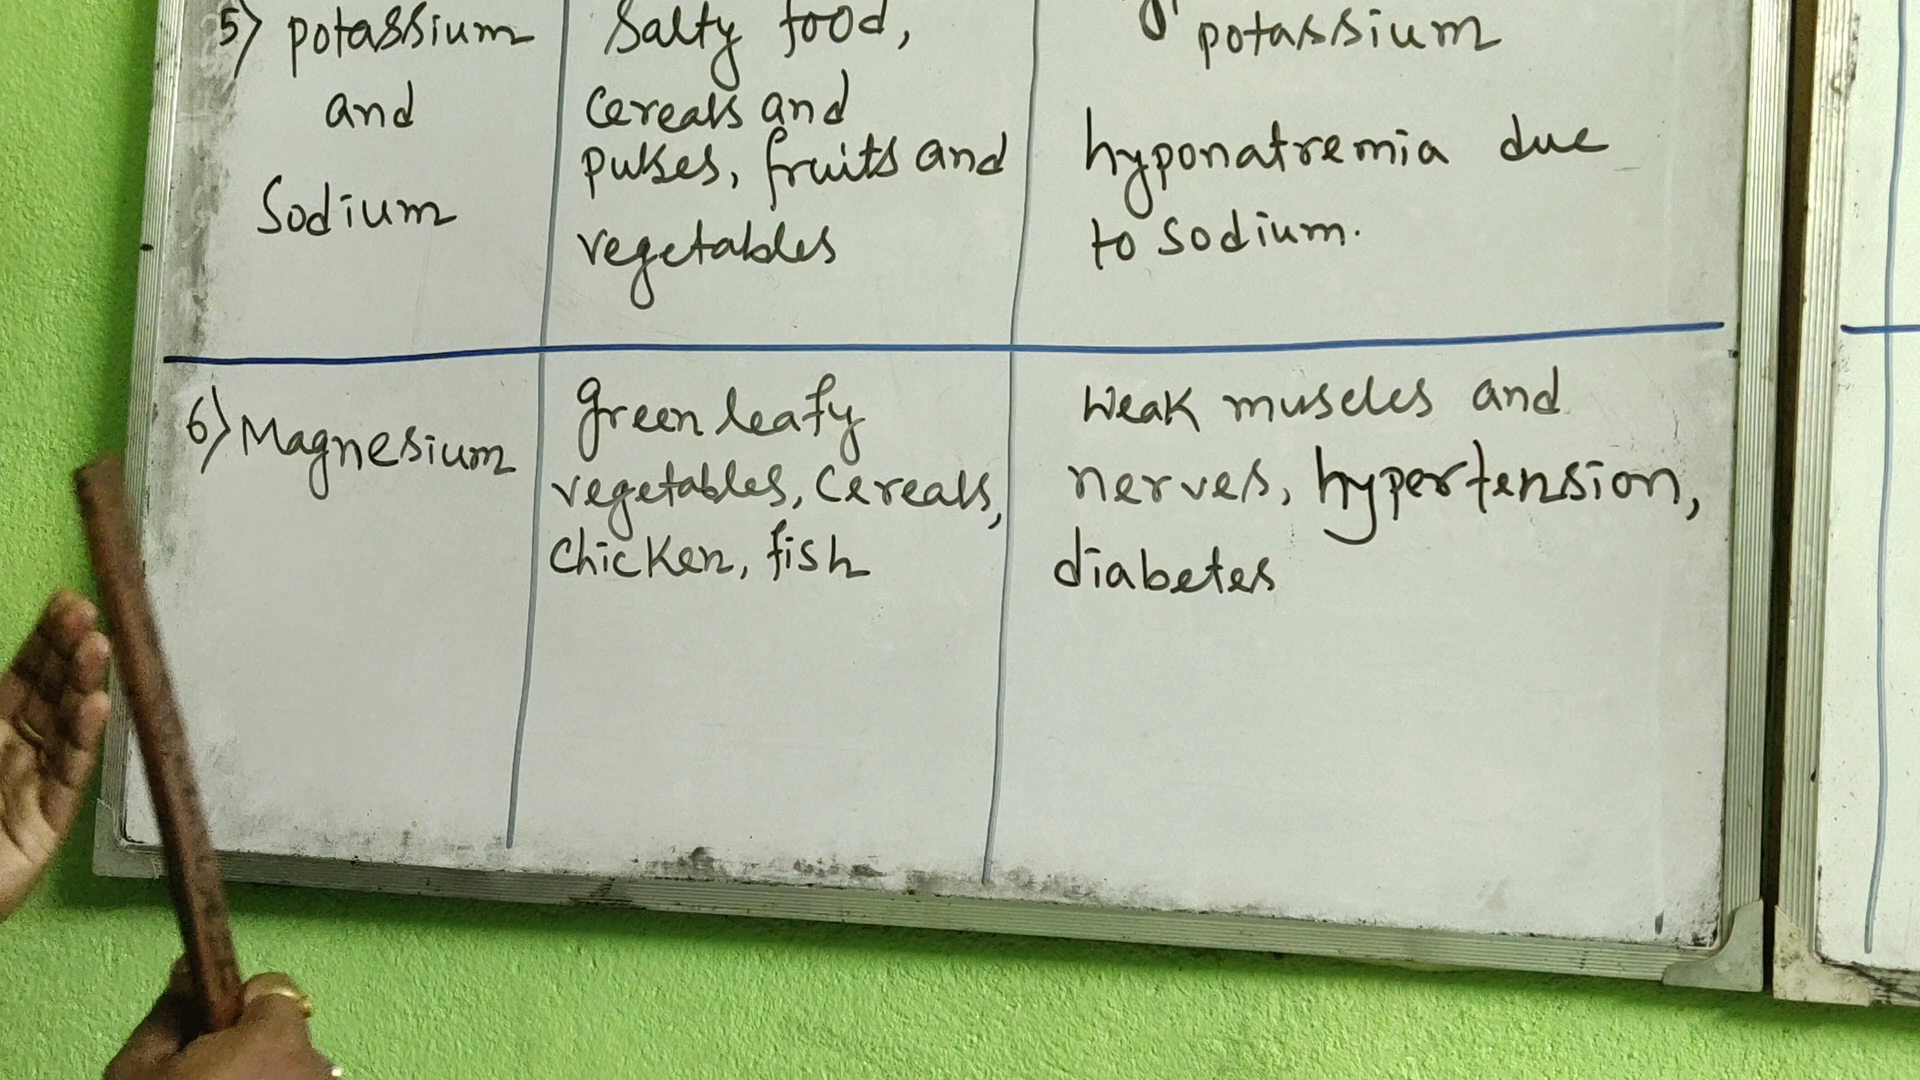 5) potassium
and
Sodium
Salty food,
cereals and
pulses, fruits and
vegetables
potassium
hyponatremia due
to sodium.
6) Magnesium
green leafy
vegetables, cereals,
chicken, fish
Weak muscles and
nerves, hypertension,
diabetes